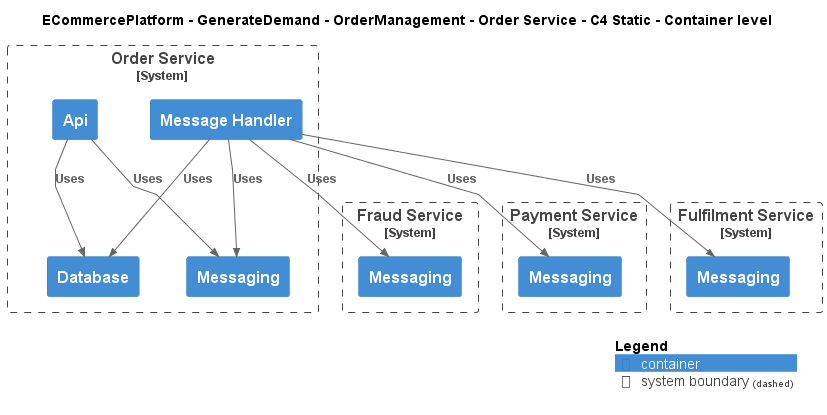 ECommercePlatform - GenerateDemand - OrderManagement - Order Service - C4 Static - Container level
Order Service
[System]
Api
Message Handler
Uses
Uses
Uses
Uses
Uses
Uses
Uses
Fraud Service
[System]
Payment Service
[System]
Fulfilment Service
[System]
Database
Messaging
Messaging
Messaging
Messaging
Legend
container
system boundary (dashed)